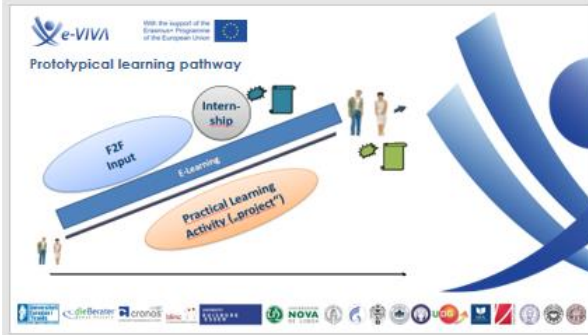 e-VIVA
With the support of the
Erasmus+ Programme
of the European Union
Prototypical learning pathway
Intern-
ship
F2F
Input
E-Learning
Practical Learning
Activity („project“)
dieBerater
cronos
blinc
NOVA